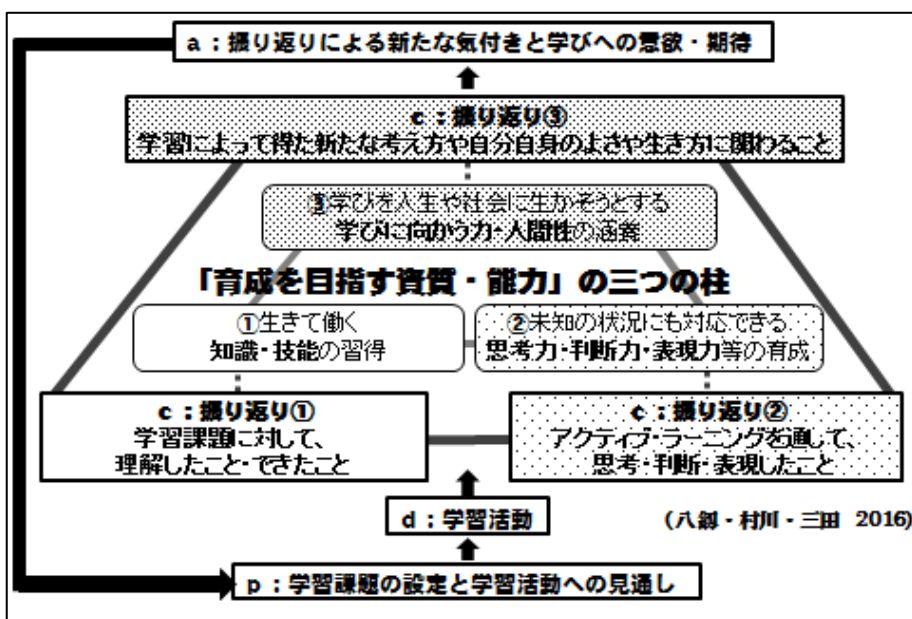 a：振り返りによる新たな気付きと学びへの意欲・期待
c：振り返り③
学習によって得た新たな考え方や自分自身のよさや生き方に関わること
③学びを人生や社会に生かそうとする
学びに向かう力・人間性の涵養
「育成を目指す資質・能力」の三つの柱
①生きて働く
知識・技能の習得
②未知の状況にも対応できる
思考力・判断力・表現力等の育成
c：振り返り①
学習課題に対して、
理解したこと・できたこと
c：振り返り②
アクティブ・ラーニングを通して、
思考・判断・表現したこと
d：学習活動
(八釼・村川・三田 2016)
p：学習課題の設定と学習活動への見通し